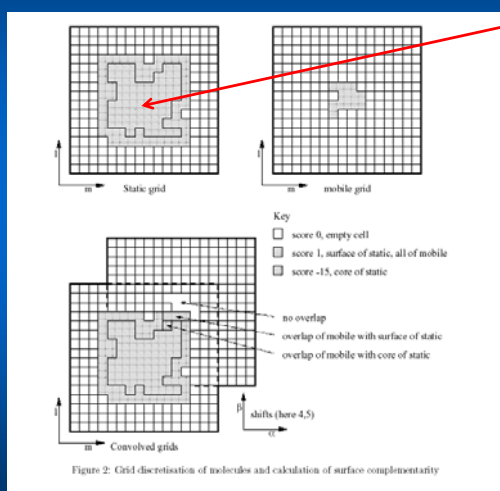 l
m
Static grid
l
m
mobile grid
Key
score 0, empty cell
score 1, surface of static, all of mobile
score -15, core of static
no overlap
overlap of mobile with surface of static
overlap of mobile with core of static
l
m
Convolved grids
β
α
shifts (here 4,5)
Figure 2: Grid discretisation of molecules and calculation of surface complementarity